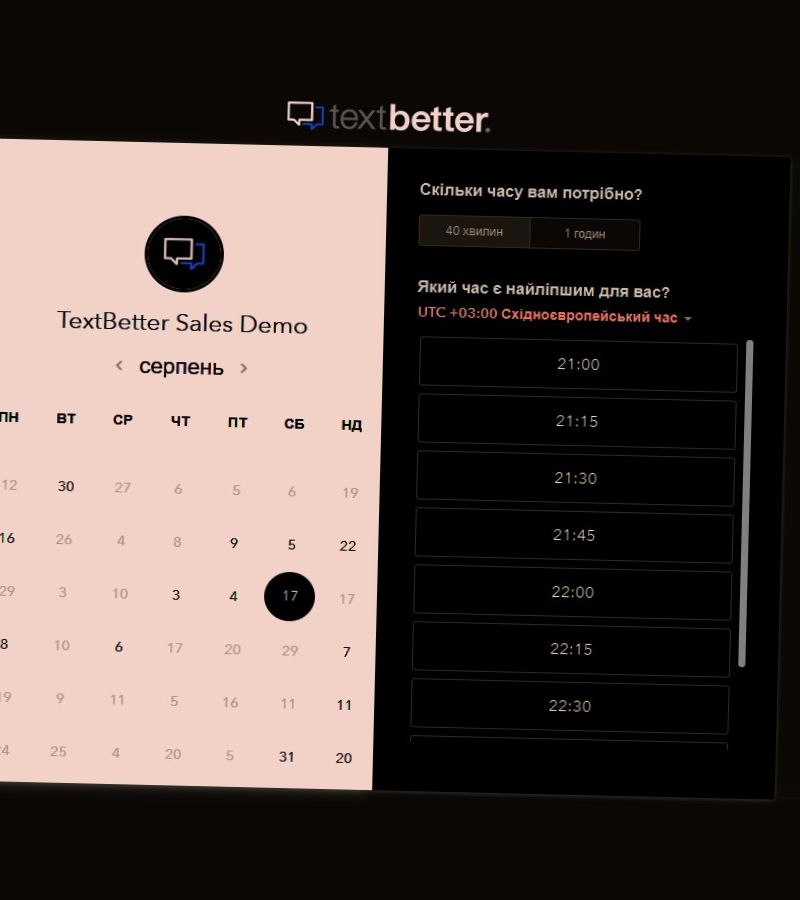 textbetter.
TextBetter Sales Demo
серпень
ПН ВТ СР ЧТ ПТ СБ НД
12 30 27 6 5 6 19
16 26 4 8 9 5 22
29 3 10 3 4 17 17
8 10 6 17 20 29 7
19 9 11 5 16 11 11
24 25 4 20 5 31 20
Скільки часу вам потрібно?
40 хвилин 1 годин
Який час є найліпшим для вас?
UTC +03:00 Східноєвропейський час
21:00
21:15
21:30
21:45
22:00
22:15
22:30